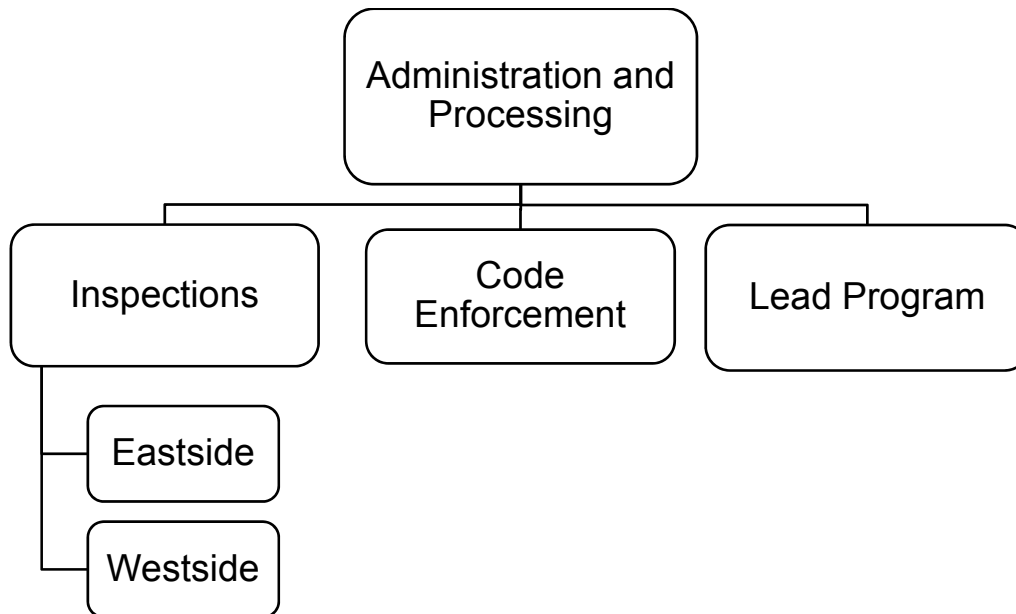 Administration and
Processing
Inspections
Code
Enforcement
Lead Program
Eastside
Westside